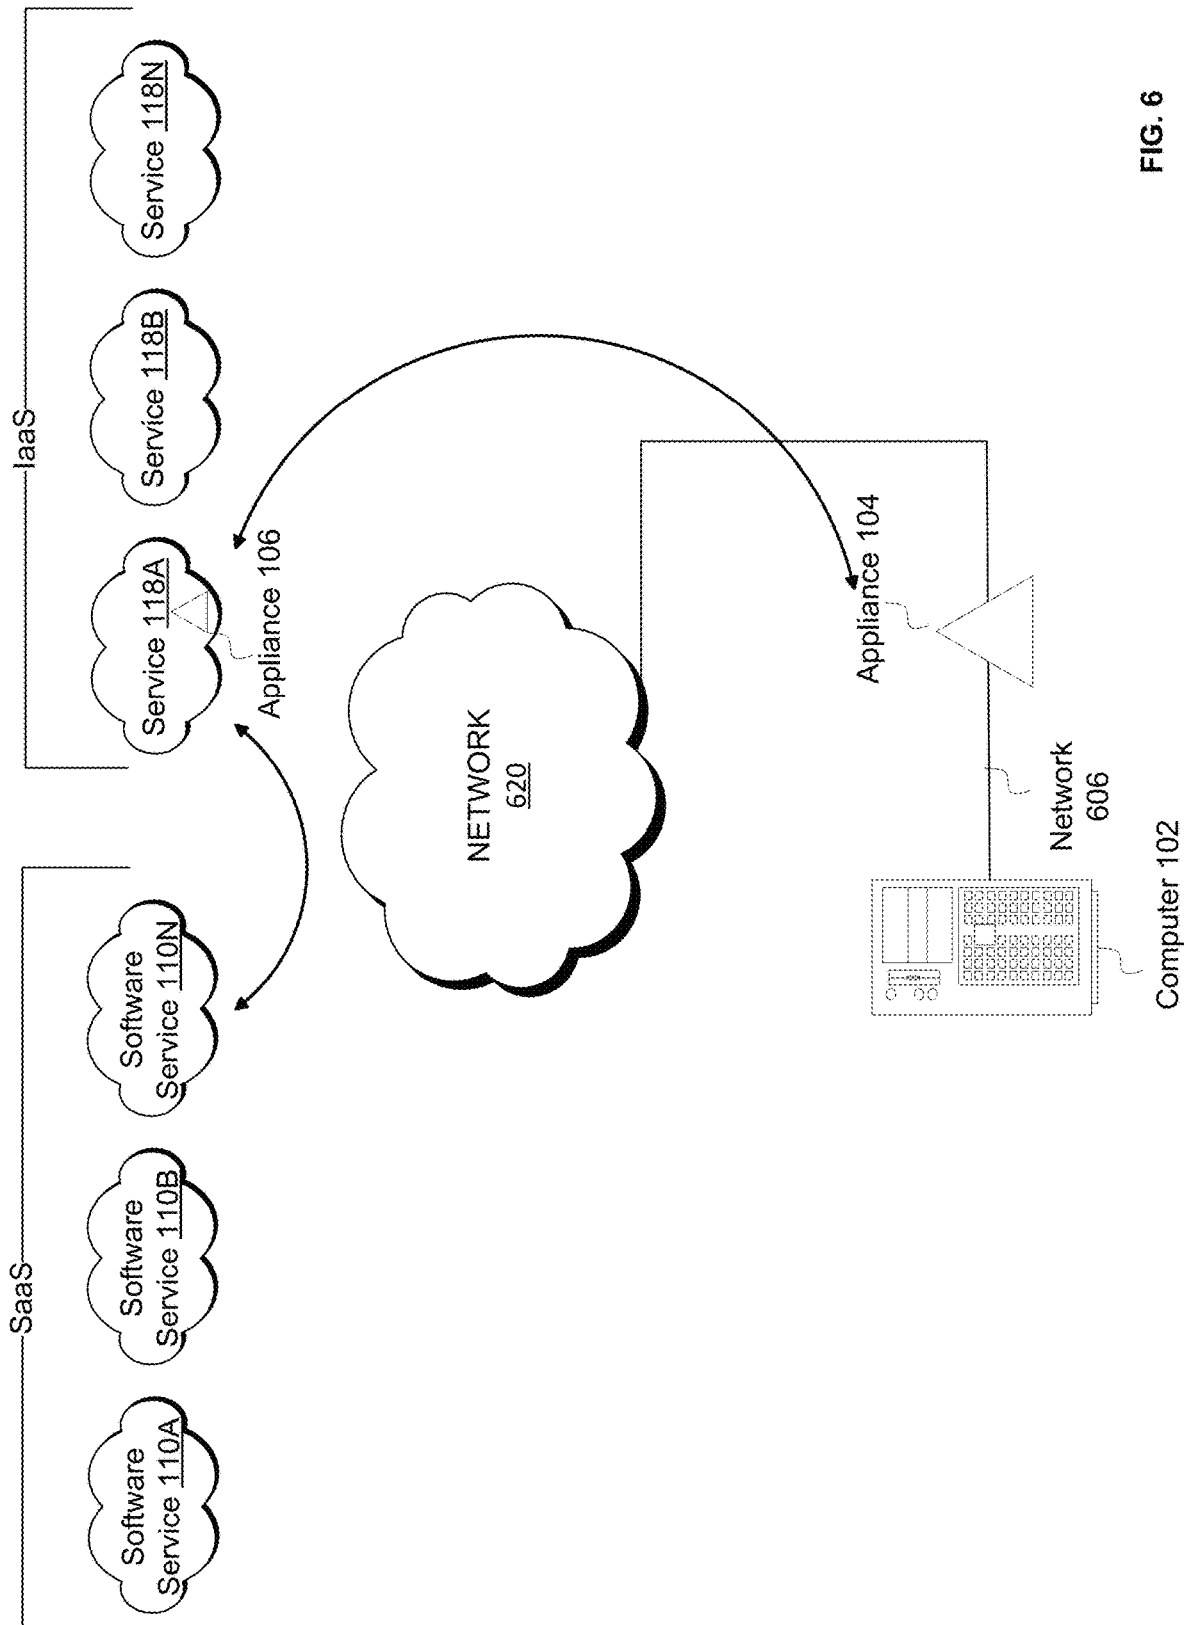 SaaS
IaaS
Software
Service 110A
Software
Service 110B
Software
Service 110N
Service 118A
Service 118B
Service 118N
Appliance 106
NETWORK
620
Appliance 104
Network
606
Computer 102
FIG. 6